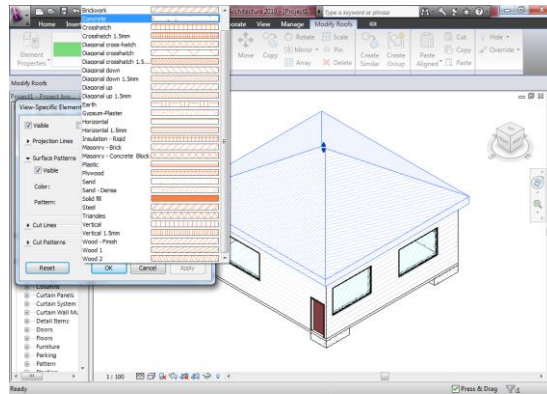 Brickwork
Concrete
Crosshatch
Crosshatch 1.5mm
Diagonal cross-hatch
Diagonal crosshatch
Diagonal crosshatch 1.5...
Diagonal down
Diagonal down 1.5mm
Diagonal up
Diagonal up 1.5mm
Earth
Gypsum-Plaster
Horizontal
Horizontal 1.5mm
Insulation - Rigid
Masonry - Brick
Masonry - Concrete Block
Plastic
Plywood
Sand
Sand - Dense
Solid fill
Steel
Triangles
Vertical
Vertical 1.5mm
Wood - Finish
Wood 1
Wood 2
Architecture 2010 - [Project1
Type a keyword or phrase
Home
View
Manage
Modify Roofs
Element
Properties
Move
Copy
Rotate
Scale
Mirror
Pin
Array
Delete
Create
Similar
Create
Group
Paste
Aligned
Cut
Copy
Paste
Hide
Override
Modify Roofs
View-Specific Element
Visible
Projection Lines
Surface Patterns
Visible
Color:
Pattern:
Cut Lines
Cut Patterns
Reset
OK
Cancel
Apply
Columns
Curtain Panels
Curtain System
Curtain Wall Mu
Detail Items
Doors
Floors
Furniture
Parking
Pattern
1 : 100
Ready
Press & Drag